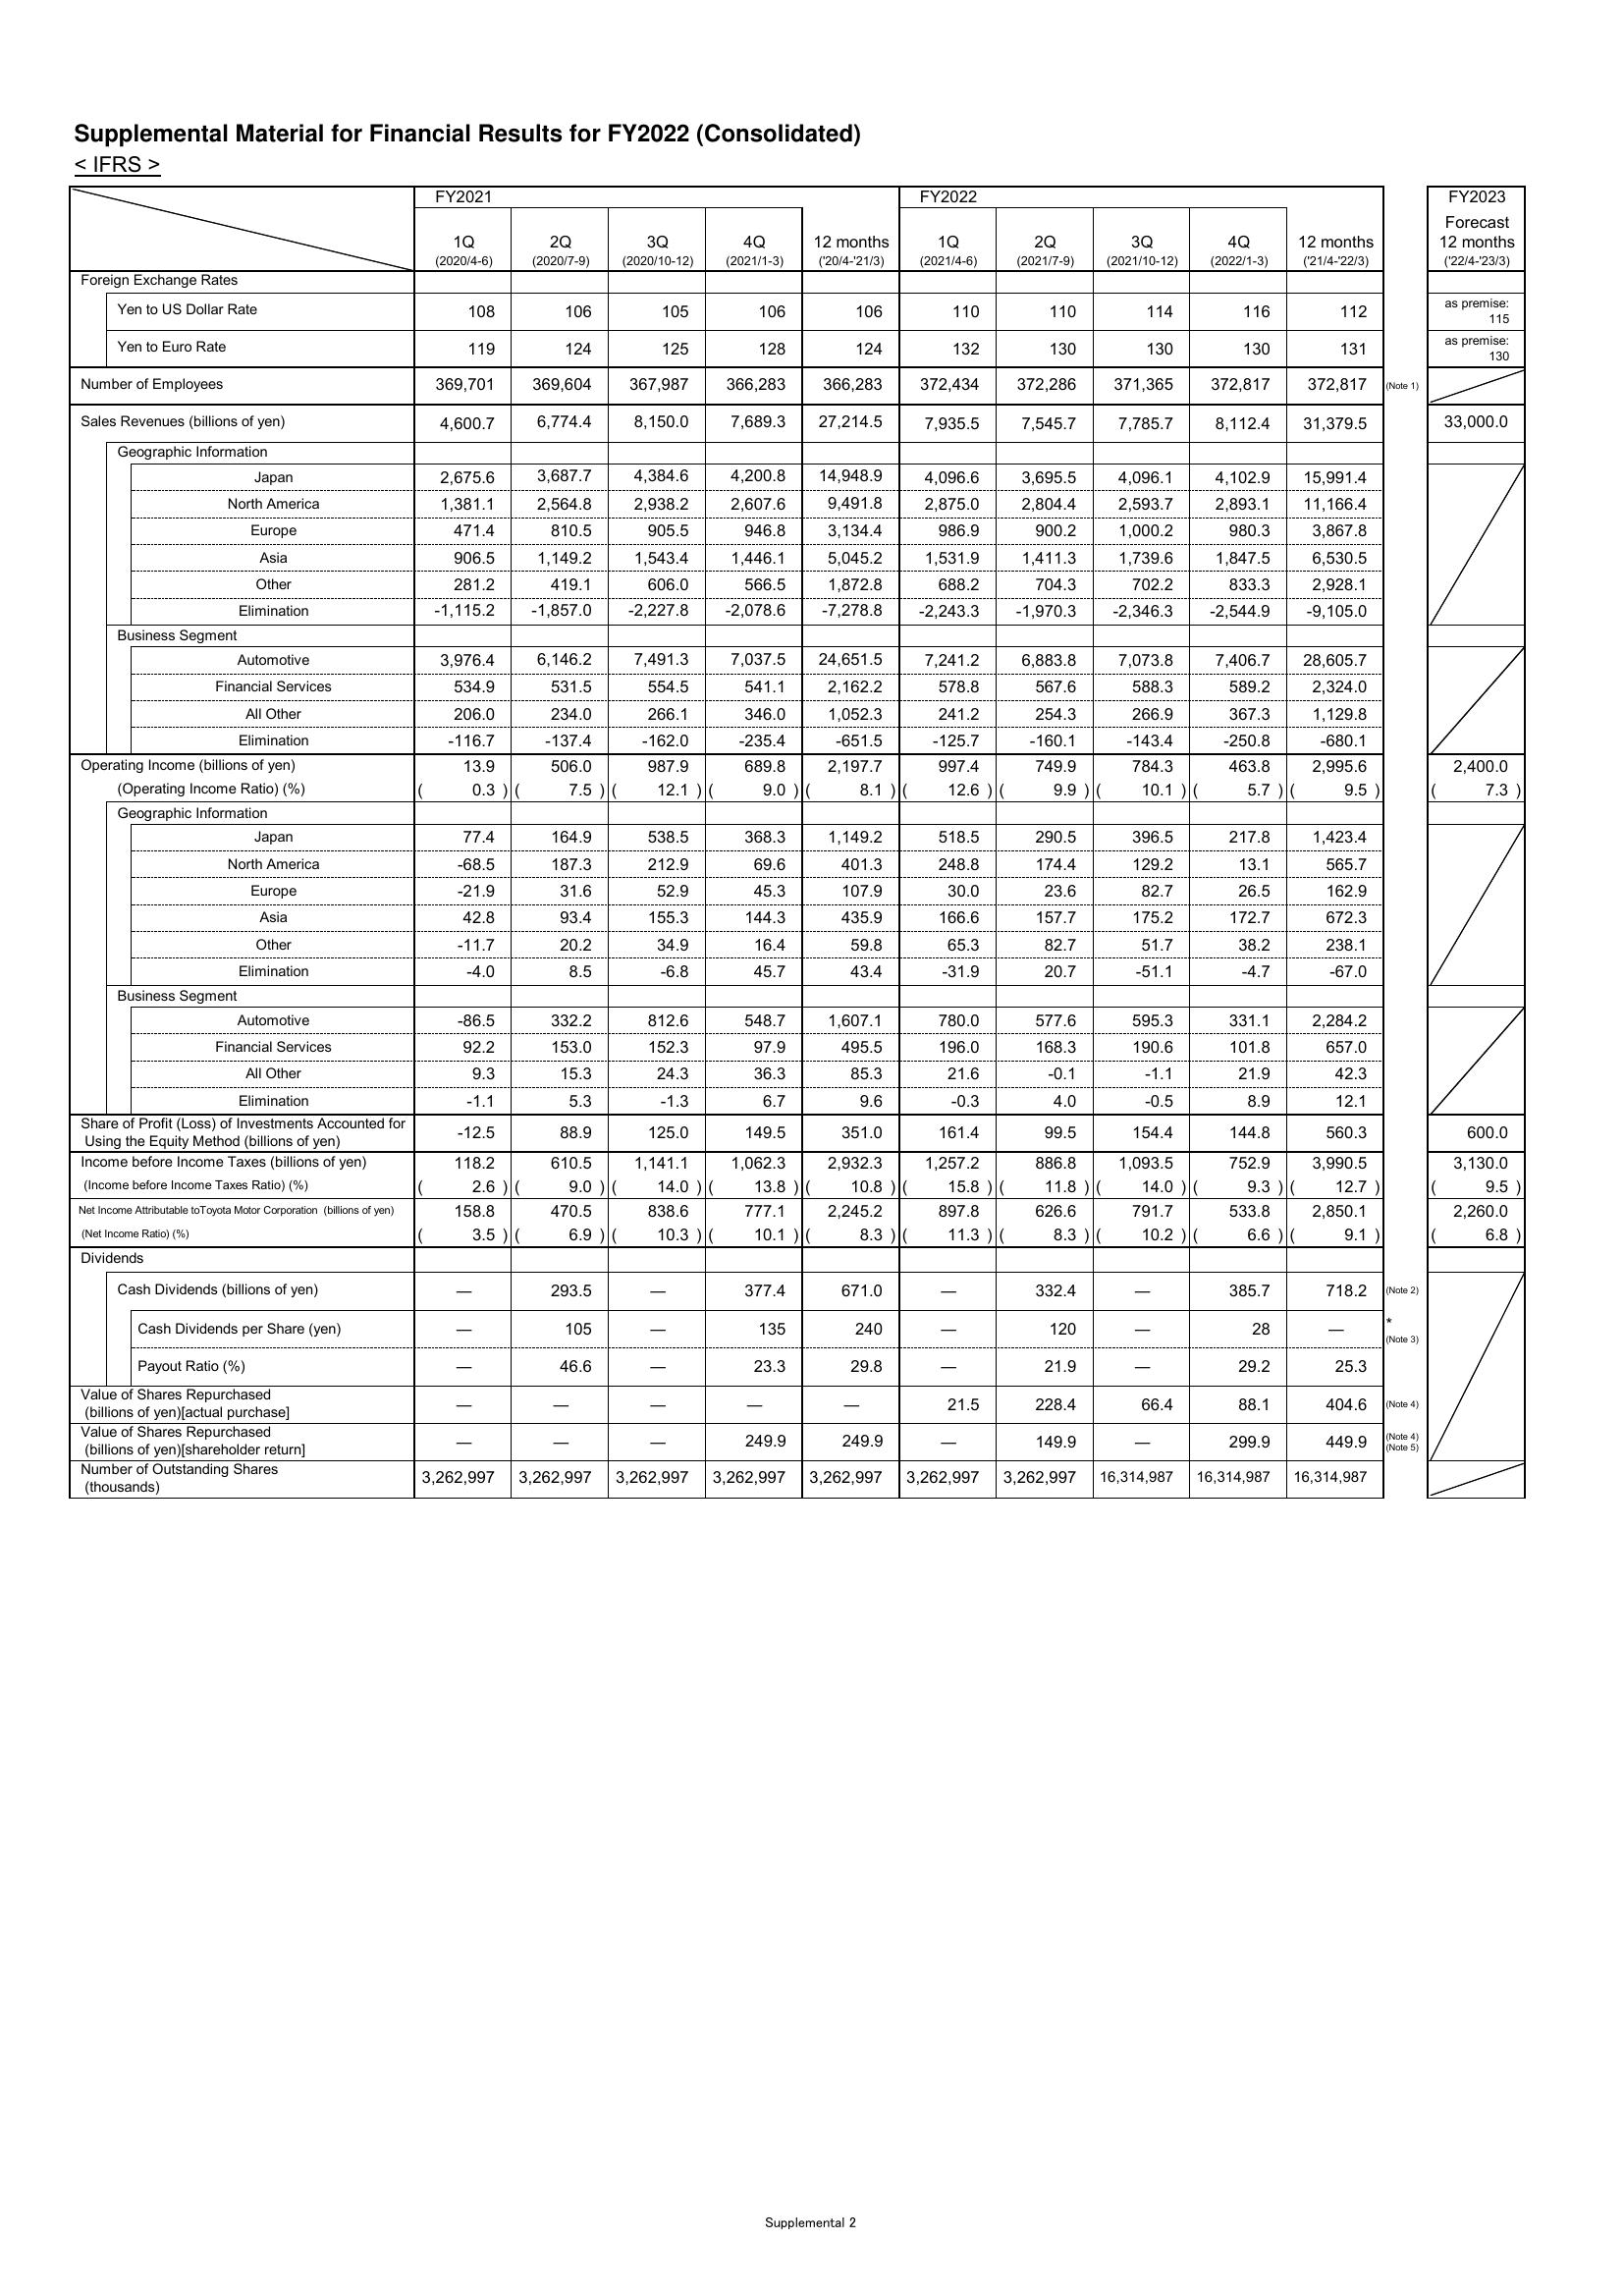 Supplemental Material for Financial Results for FY2022 (Consolidated)
< IFRS >
FY2021 FY2022 FY2023
Forecast
1Q 2Q 3Q 4Q 12 months 1Q 2Q 3Q 4Q 12 months 12 months
(2020/4-6) (2020/7-9) (2020/10-12) (2021/1-3) ('20/4-'21/3) (2021/4-6) (2021/7-9) (2021/10-12) (2022/1-3) ('21/4-'22/3) ('22/4-'23/3)
Foreign Exchange Rates
Yen to US Dollar Rate 108 106 105 106 106 110 110 114 116 112 as premise: 115
Yen to Euro Rate 119 124 125 128 124 132 130 130 130 131 as premise: 130
Number of Employees 369,701 369,604 367,987 366,283 366,283 372,434 372,286 371,365 372,817 372,817 (Note 1)
Sales Revenues (billions of yen) 4,600.7 6,774.4 8,150.0 7,689.3 27,214.5 7,935.5 7,545.7 7,785.7 8,112.4 31,379.5 33,000.0
Geographic Information
Japan 2,675.6 3,687.7 4,384.6 4,200.8 14,948.9 4,096.6 3,695.5 4,096.1 4,102.9 15,991.4
North America 1,381.1 2,564.8 2,938.2 2,607.6 9,491.8 2,875.0 2,804.4 2,593.7 2,893.1 11,166.4
Europe 471.4 810.5 905.5 946.8 3,134.4 986.9 900.2 1,000.2 980.3 3,867.8
Asia 906.5 1,149.2 1,543.4 1,446.1 5,045.2 1,531.9 1,411.3 1,739.6 1,847.5 6,530.5
Other 281.2 419.1 606.0 566.5 1,872.8 688.2 704.3 702.2 833.3 2,928.1
Elimination -1,115.2 -1,857.0 -2,227.8 -2,078.6 -7,278.8 -2,243.3 -1,970.3 -2,346.3 -2,544.9 -9,105.0
Business Segment
Automotive 3,976.4 6,146.2 7,491.3 7,037.5 24,651.5 7,241.2 6,883.8 7,073.8 7,406.7 28,605.7
Financial Services 534.9 531.5 554.5 541.1 2,162.2 578.8 567.6 588.3 589.2 2,324.0
All Other 206.0 234.0 266.1 346.0 1,052.3 241.2 254.3 266.9 367.3 1,129.8
Elimination -116.7 -137.4 -162.0 -235.4 -651.5 -125.7 -160.1 -143.4 -250.8 -680.1
Operating Income (billions of yen) 13.9 506.0 987.9 689.8 2,197.7 997.4 749.9 784.3 463.8 2,995.6 2,400.0
(Operating Income Ratio) (%) ( 0.3 ) ( 7.5 ) ( 12.1 ) ( 9.0 ) ( 8.1 ) ( 12.6 ) ( 9.9 ) ( 10.1 ) ( 5.7 ) ( 9.5 ) ( 7.3 )
Geographic Information
Japan 77.4 164.9 538.5 368.3 1,149.2 518.5 290.5 396.5 217.8 1,423.4
North America -68.5 187.3 212.9 69.6 401.3 248.8 174.4 129.2 13.1 565.7
Europe -21.9 31.6 52.9 45.3 107.9 30.0 23.6 82.7 26.5 162.9
Asia 42.8 93.4 155.3 144.3 435.9 166.6 157.7 175.2 172.7 672.3
Other -11.7 20.2 34.9 16.4 59.8 65.3 82.7 51.7 38.2 238.1
Elimination -4.0 8.5 -6.8 45.7 43.4 -31.9 20.7 -51.1 -4.7 -67.0
Business Segment
Automotive -86.5 332.2 812.6 548.7 1,607.1 780.0 577.6 595.3 331.1 2,284.2
Financial Services 92.2 153.0 152.3 97.9 495.5 196.0 168.3 190.6 101.8 657.0
All Other 9.3 15.3 24.3 36.3 85.3 21.6 -0.1 -1.1 21.9 42.3
Elimination -1.1 5.3 -1.3 6.7 9.6 -0.3 4.0 -0.5 8.9 12.1
Share of Profit (Loss) of Investments Accounted for
Using the Equity Method (billions of yen) -12.5 88.9 125.0 149.5 351.0 161.4 99.5 154.4 144.8 560.3 600.0
Income before Income Taxes (billions of yen) 118.2 610.5 1,141.1 1,062.3 2,932.3 1,257.2 886.8 1,093.5 752.9 3,990.5 3,130.0
(Income before Income Taxes Ratio) (%) ( 2.6 ) ( 9.0 ) ( 14.0 ) ( 13.8 ) ( 10.8 ) ( 15.8 ) ( 11.8 ) ( 14.0 ) ( 9.3 ) ( 12.7 ) ( 9.5 )
Net Income Attributable toToyota Motor Corporation (billions of yen) 158.8 470.5 838.6 777.1 2,245.2 897.8 626.6 791.7 533.8 2,850.1 2,260.0
(Net Income Ratio) (%) ( 3.5 ) ( 6.9 ) ( 10.3 ) ( 10.1 ) ( 8.3 ) ( 11.3 ) ( 8.3 ) ( 10.2 ) ( 6.6 ) ( 9.1 ) ( 6.8 )
Dividends
Cash Dividends (billions of yen) — 293.5 — 377.4 671.0 — 332.4 — 385.7 718.2 (Note 2)
Cash Dividends per Share (yen) — 105 — 135 240 — 120 — 28 — * (Note 3)
Payout Ratio (%) — 46.6 — 23.3 29.8 — 21.9 — 29.2 25.3
Value of Shares Repurchased
(billions of yen)[actual purchase] — — — — — 21.5 228.4 66.4 88.1 404.6 (Note 4)
Value of Shares Repurchased
(billions of yen)[shareholder return] — — — 249.9 249.9 — 149.9 — 299.9 449.9 (Note 4) (Note 5)
Number of Outstanding Shares
(thousands) 3,262,997 3,262,997 3,262,997 3,262,997 3,262,997 3,262,997 3,262,997 16,314,987 16,314,987 16,314,987
Supplemental 2